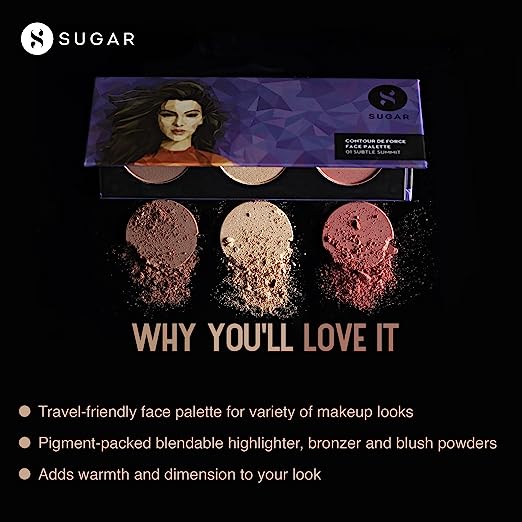 SUGAR
SUGAR
CONTOUR DE FORCE
FACE PALETTE
01 SUBTLE SUMMIT
WHY YOU'LL LOVE IT
Travel-friendly face palette for variety of makeup looks
Pigment-packed blendable highlighter, bronzer and blush powders
Adds warmth and dimension to your look